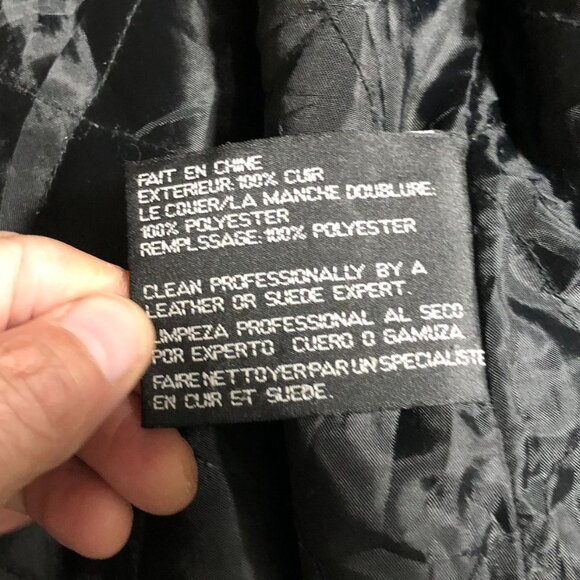 FAIT EN CHINE
EXTERIEUR: 100% CUIR
LE COUER/LA MANCHE DOUBLURE:
100% POLYESTER
REMPLSSAGE: 100% POLYESTER
CLEAN PROFESSIONALLY BY A
LEATHER OR SUEDE EXPERT.
LIMPIEZA PROFESSIONAL AL SECO
POR EXPERTO CUERO O GAMUZA
FAIRE NETTOYER PAR UN SPECIALISTE
EN CUIR ET SUEDE.